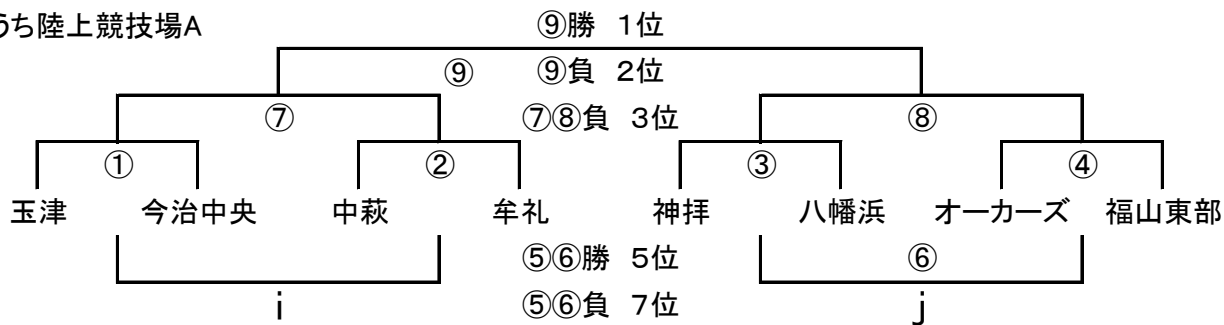 うち陸上競技場A
⑨勝 1位
⑨ ⑨負 2位
⑦ ⑦⑧負 3位 ⑧
① ② ③ ④
玉津 今治中央 中萩 牟礼 神拝 八幡浜 オーカーズ 福山東部
⑤⑥勝 5位 ⑥
i ⑤⑥負 7位 j